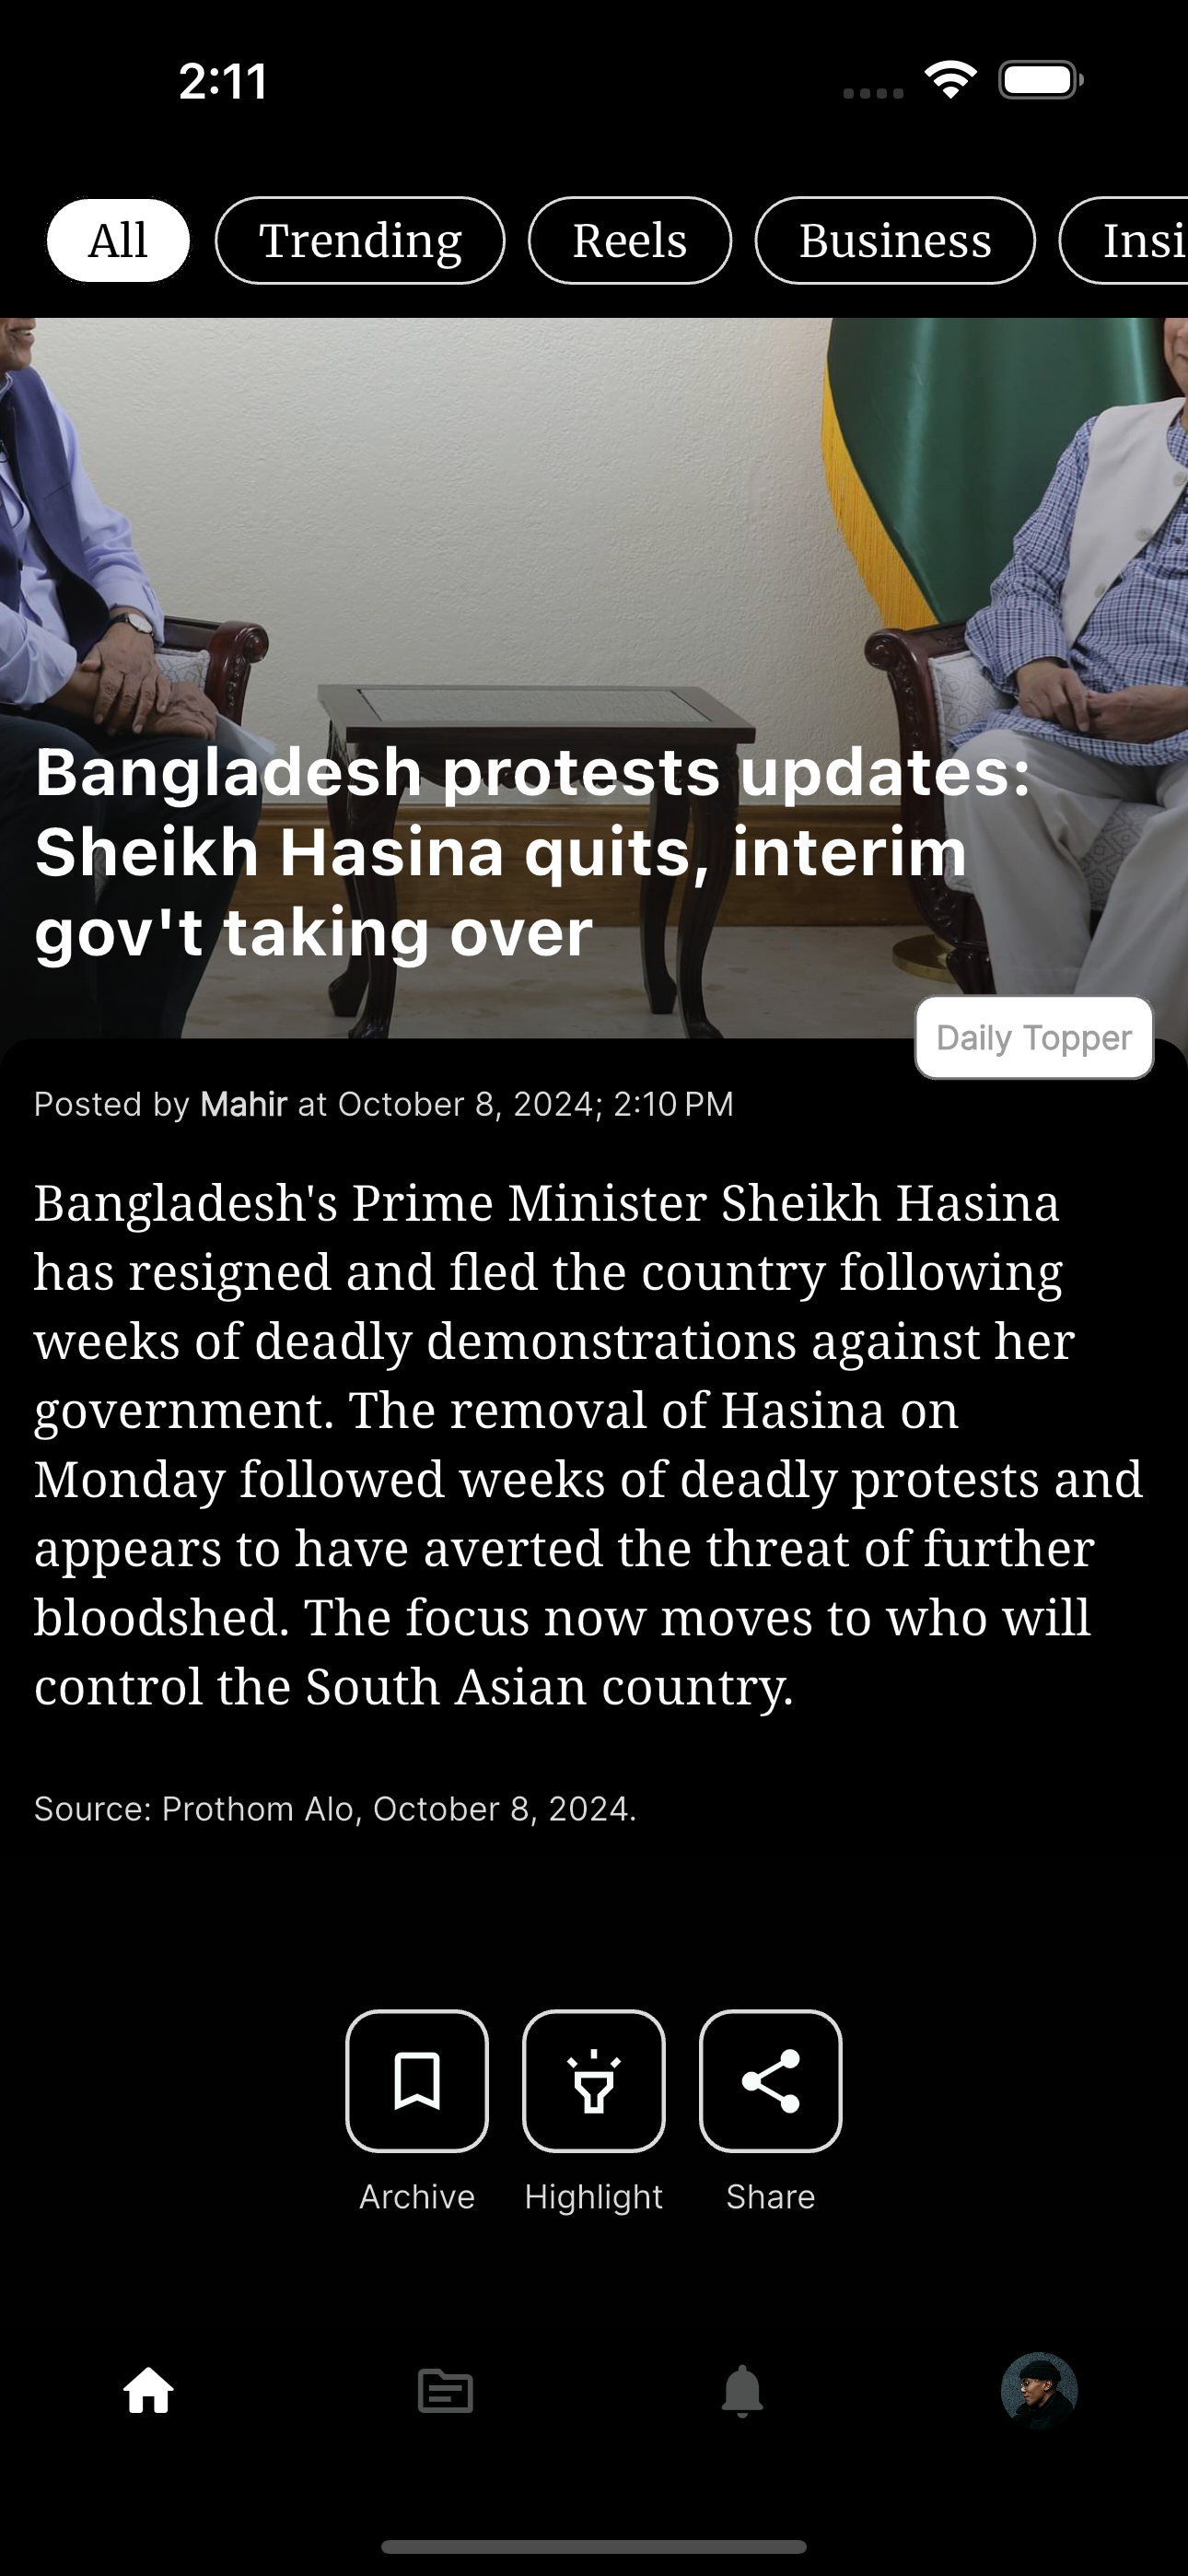 2:11
All Trending Reels Business Insi
Bangladesh protests updates:
Sheikh Hasina quits, interim
gov't taking over
Daily Topper
Posted by Mahir at October 8, 2024; 2:10 PM
Bangladesh's Prime Minister Sheikh Hasina
has resigned and fled the country following
weeks of deadly demonstrations against her
government. The removal of Hasina on
Monday followed weeks of deadly protests and
appears to have averted the threat of further
bloodshed. The focus now moves to who will
control the South Asian country.
Source: Prothom Alo, October 8, 2024.
Archive Highlight Share